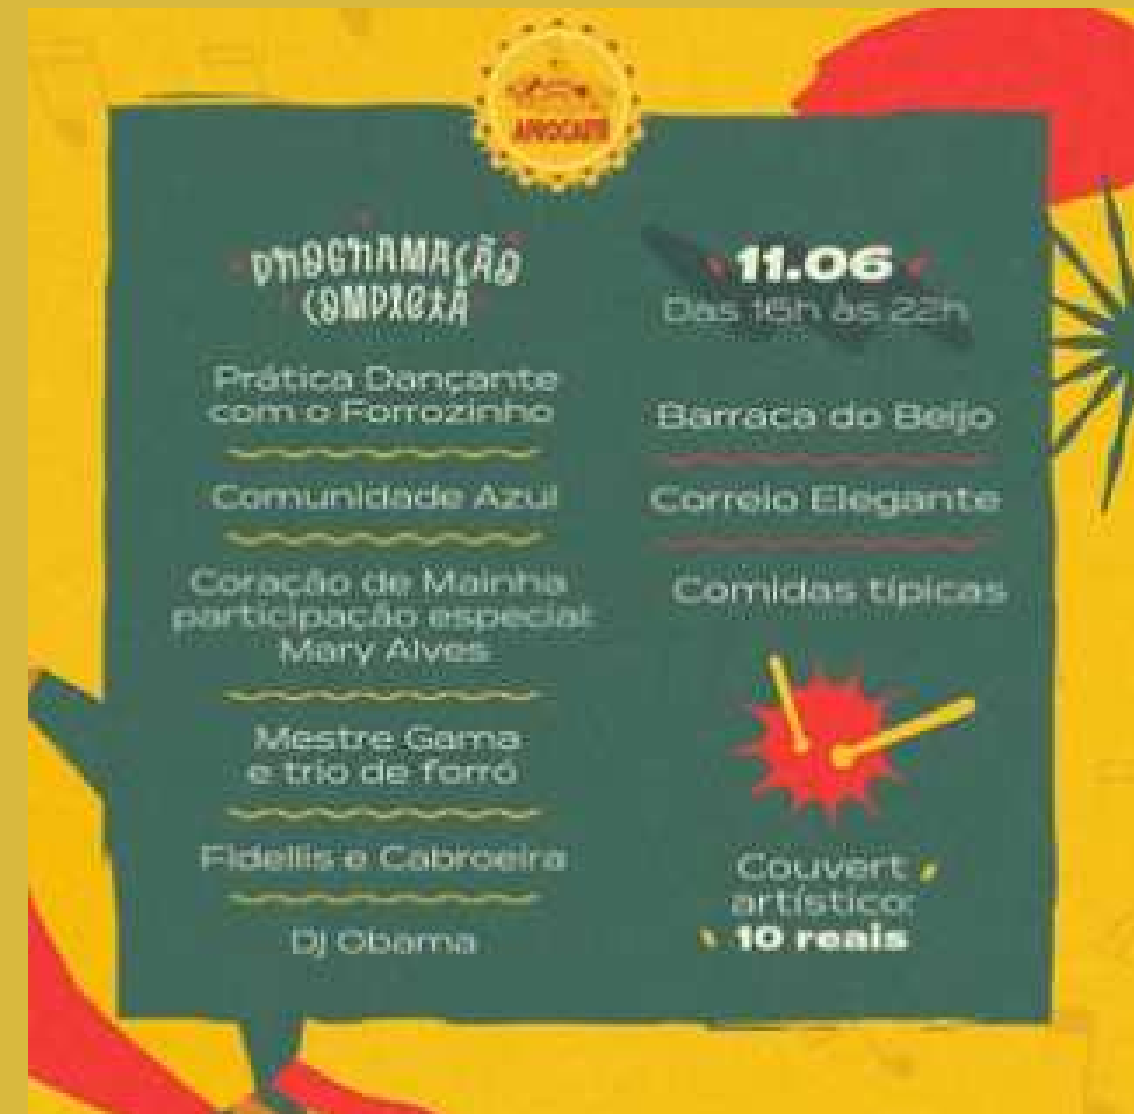 PROGRAMAÇÃO
COMPLETA
Prática Dançante
com o Forrozinho
Comunidade Azul
Coração de Mainha
participação especial:
Mary Alves
Mestre Gama
e trio de forró
Fidellis e Cabroeira
Dj Obama
11.06
Das 16h às 22h
Barraca do Beijo
Correio Elegante
Comidas típicas
Couvert
artístico:
10 reais